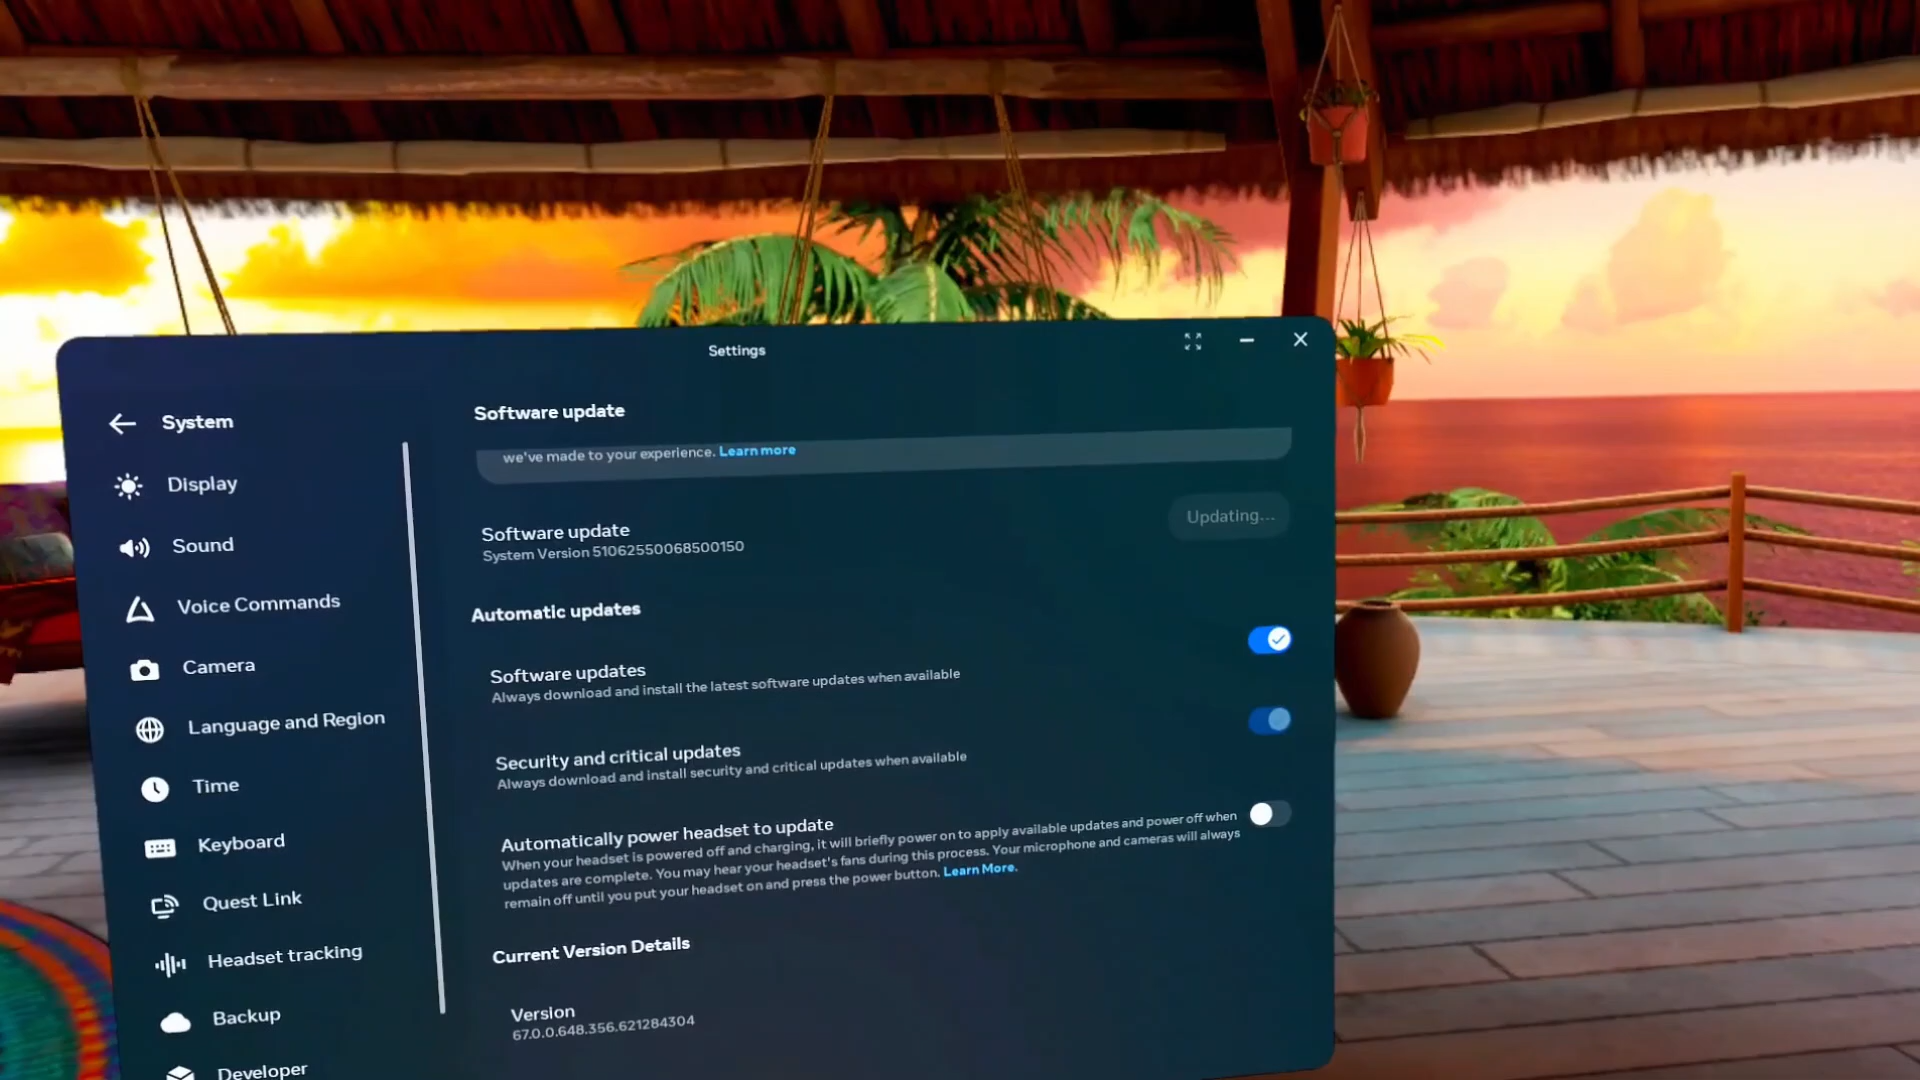 Settings
System
Display
Sound
Voice Commands
Camera
Language and Region
Time
Keyboard
Quest Link
Headset tracking
Backup
Developer
Software update
we've made to your experience. Learn more
Software update
System Version 51062550068500150
Updating...
Automatic updates
Software updates
Always download and install the latest software updates when available
Security and critical updates
Always download and install security and critical updates when available
Automatically power headset to update
When your headset is powered off and charging, it will briefly power on to apply available updates and power off when
updates are complete. You may hear your headset's fans during this process. Your microphone and cameras will always
remain off until you put your headset on and press the power button. Learn More.
Current Version Details
Version
67.0.0.648.356.621284304